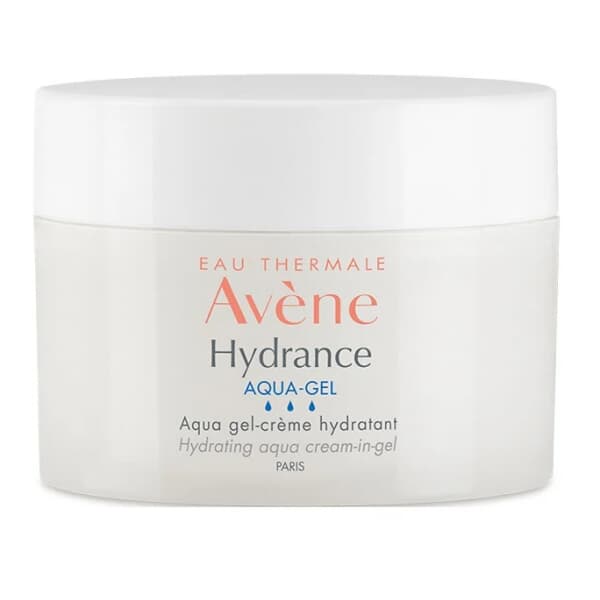 EAU THERMALE
Avène
Hydrance
AQUA-GEL
Aqua gel-crème hydratant
Hydrating aqua cream-in-gel
PARIS